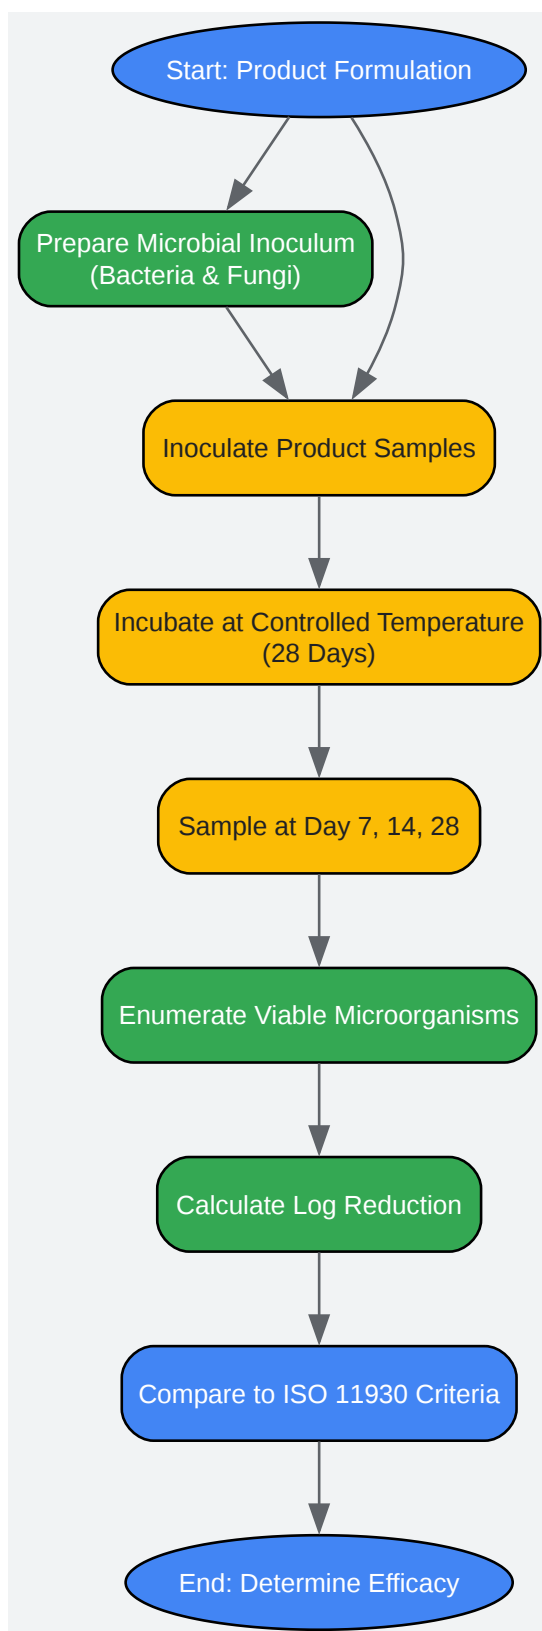 Start: Product Formulation
Prepare Microbial Inoculum
(Bacteria & Fungi)
Inoculate Product Samples
Incubate at Controlled Temperature
(28 Days)
Sample at Day 7, 14, 28
Enumerate Viable Microorganisms
Calculate Log Reduction
Compare to ISO 11930 Criteria
End: Determine Efficacy